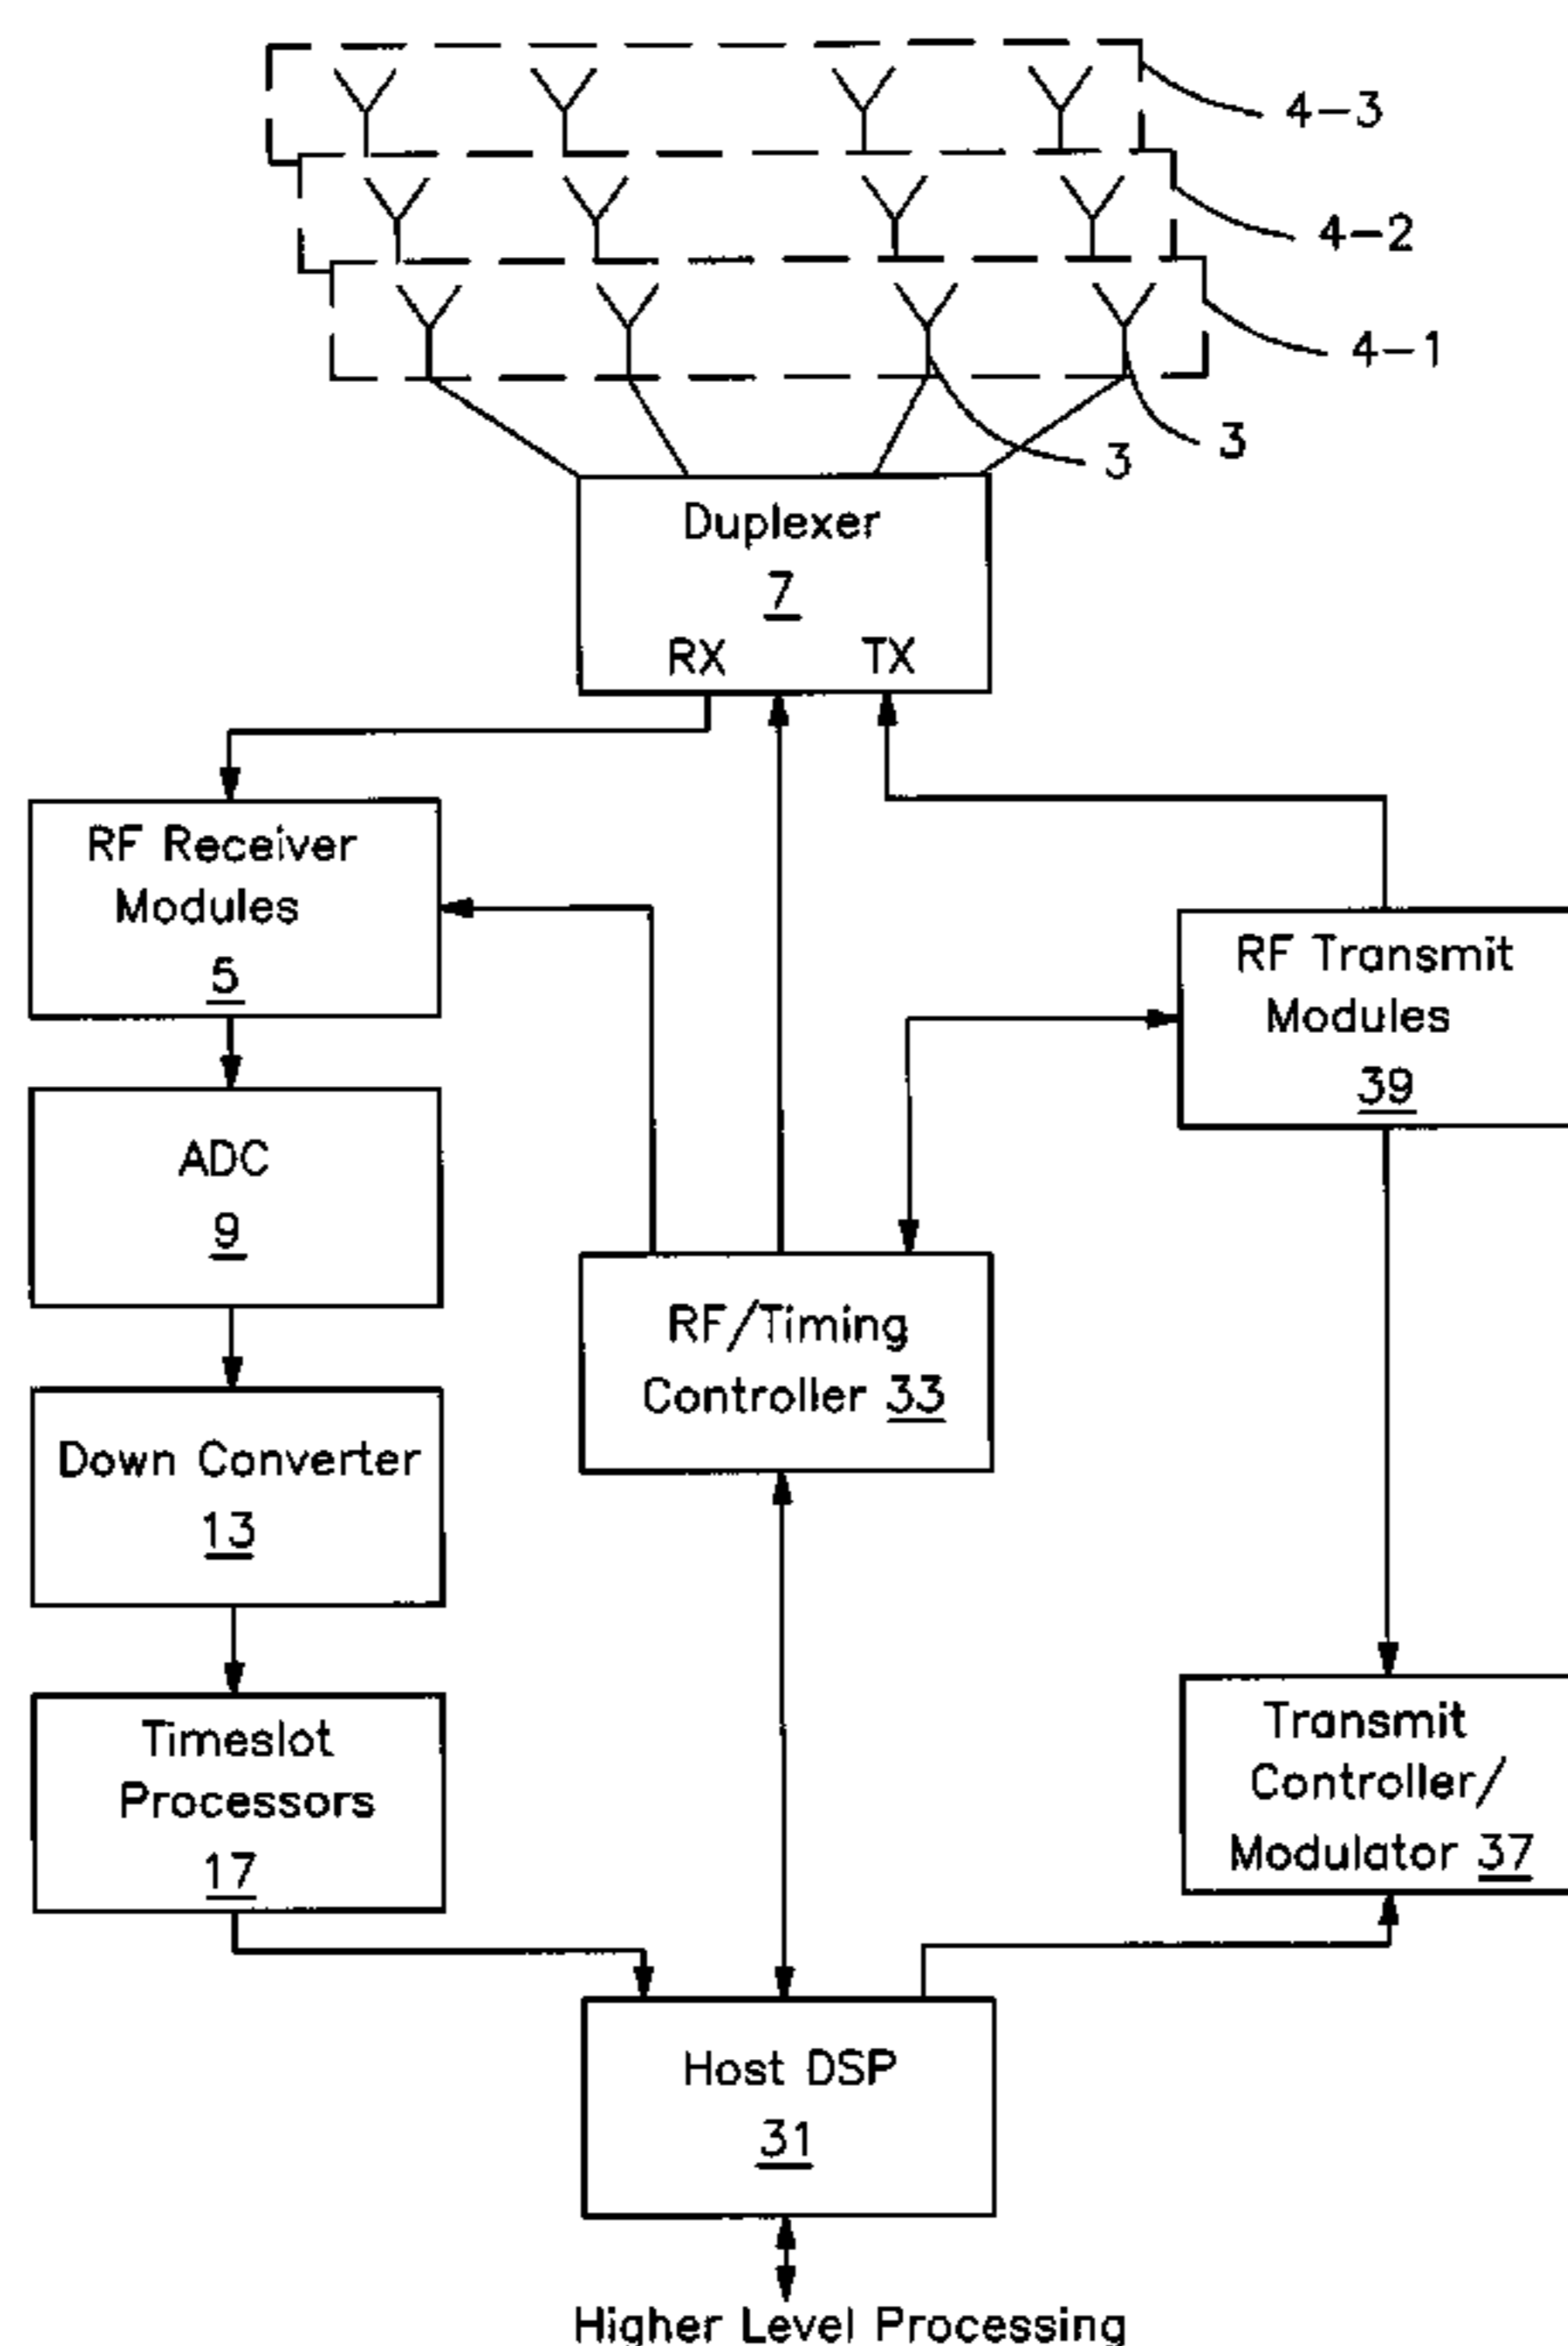 4-3
4-2
4-1
3
3
Duplexer
7
RX TX
RF Receiver
Modules
5
RF Transmit
Modules
39
ADC
9
RF/Timing
Controller 33
Down Converter
13
Timeslot
Processors
17
Transmit
Controller/
Modulator 37
Host DSP
31
Higher Level Processing